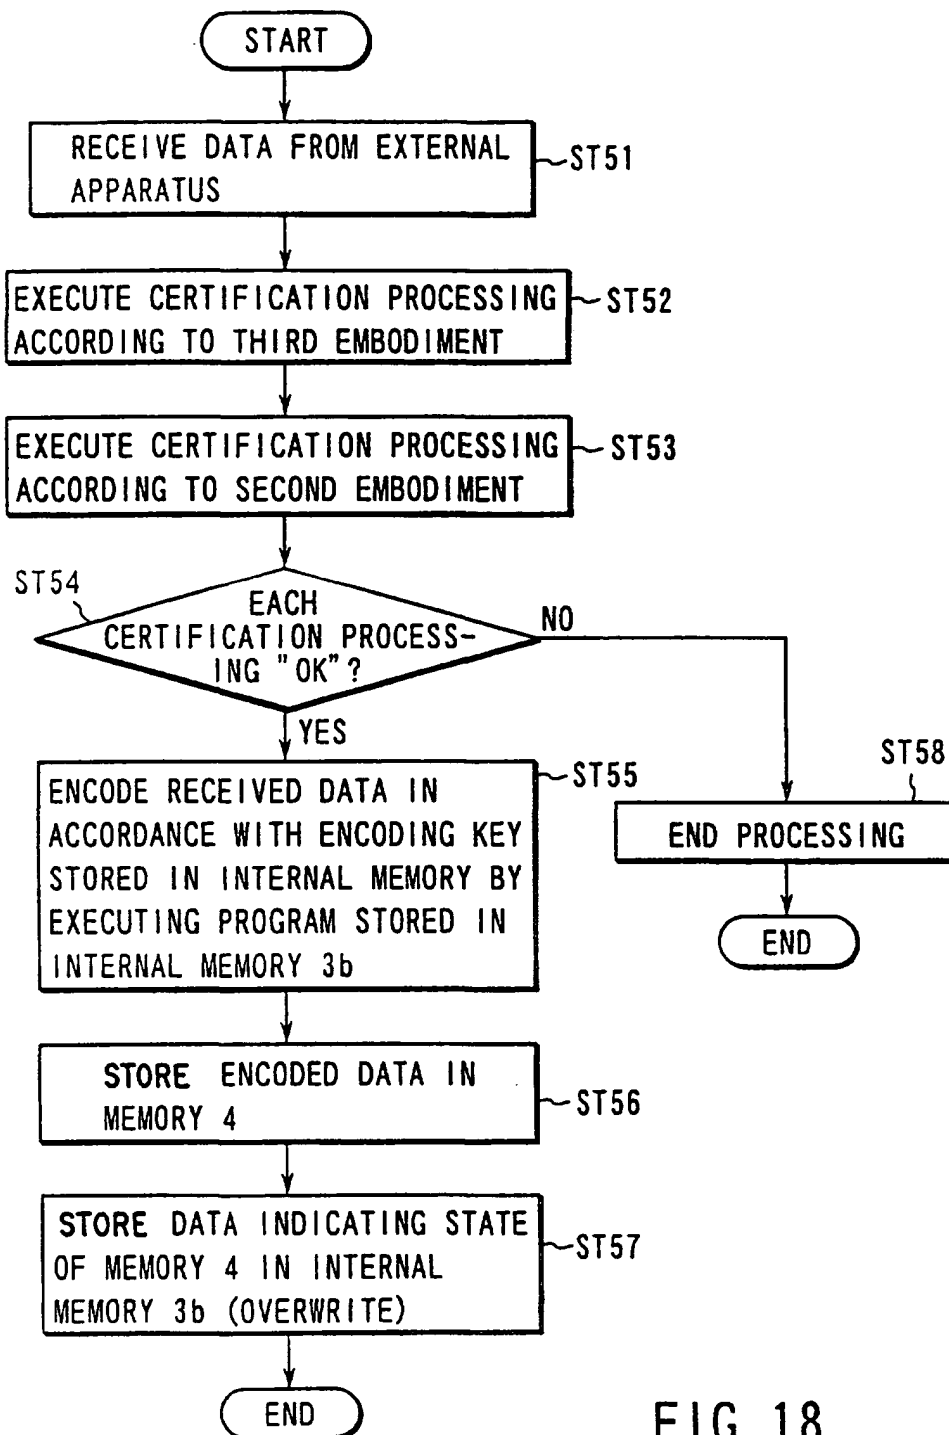 START
RECEIVE DATA FROM EXTERNAL
APPARATUS
ST51
EXECUTE CERTIFICATION PROCESSING
ACCORDING TO THIRD EMBODIMENT
ST52
EXECUTE CERTIFICATION PROCESSING
ACCORDING TO SECOND EMBODIMENT
ST53
ST54
EACH
CERTIFICATION PROCESS-
ING "OK"?
NO
YES
ST58
END PROCESSING
END
ENCODE RECEIVED DATA IN
ACCORDANCE WITH ENCODING KEY
STORED IN INTERNAL MEMORY BY
EXECUTING PROGRAM STORED IN
INTERNAL MEMORY 3b
ST55
STORE ENCODED DATA IN
MEMORY 4
ST56
STORE DATA INDICATING STATE
OF MEMORY 4 IN INTERNAL
MEMORY 3b (OVERWRITE)
ST57
END
FIG. 18